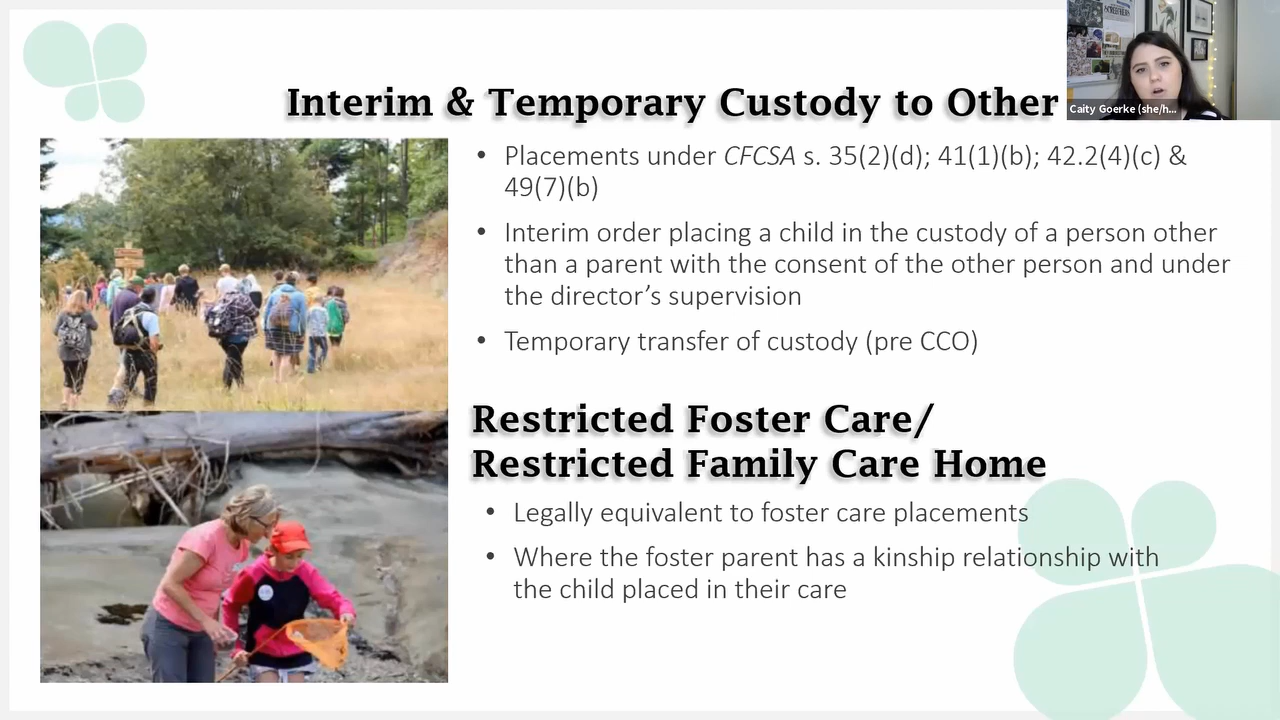 Interim & Temporary Custody to Other
Caity Goerke (she/h...
• Placements under CFCSA s. 35(2)(d); 41(1)(b); 42.2(4)(c) &
49(7)(b)
• Interim order placing a child in the custody of a person other
than a parent with the consent of the other person and under
the director’s supervision
• Temporary transfer of custody (pre CCO)
Restricted Foster Care/
Restricted Family Care Home
• Legally equivalent to foster care placements
• Where the foster parent has a kinship relationship with
the child placed in their care